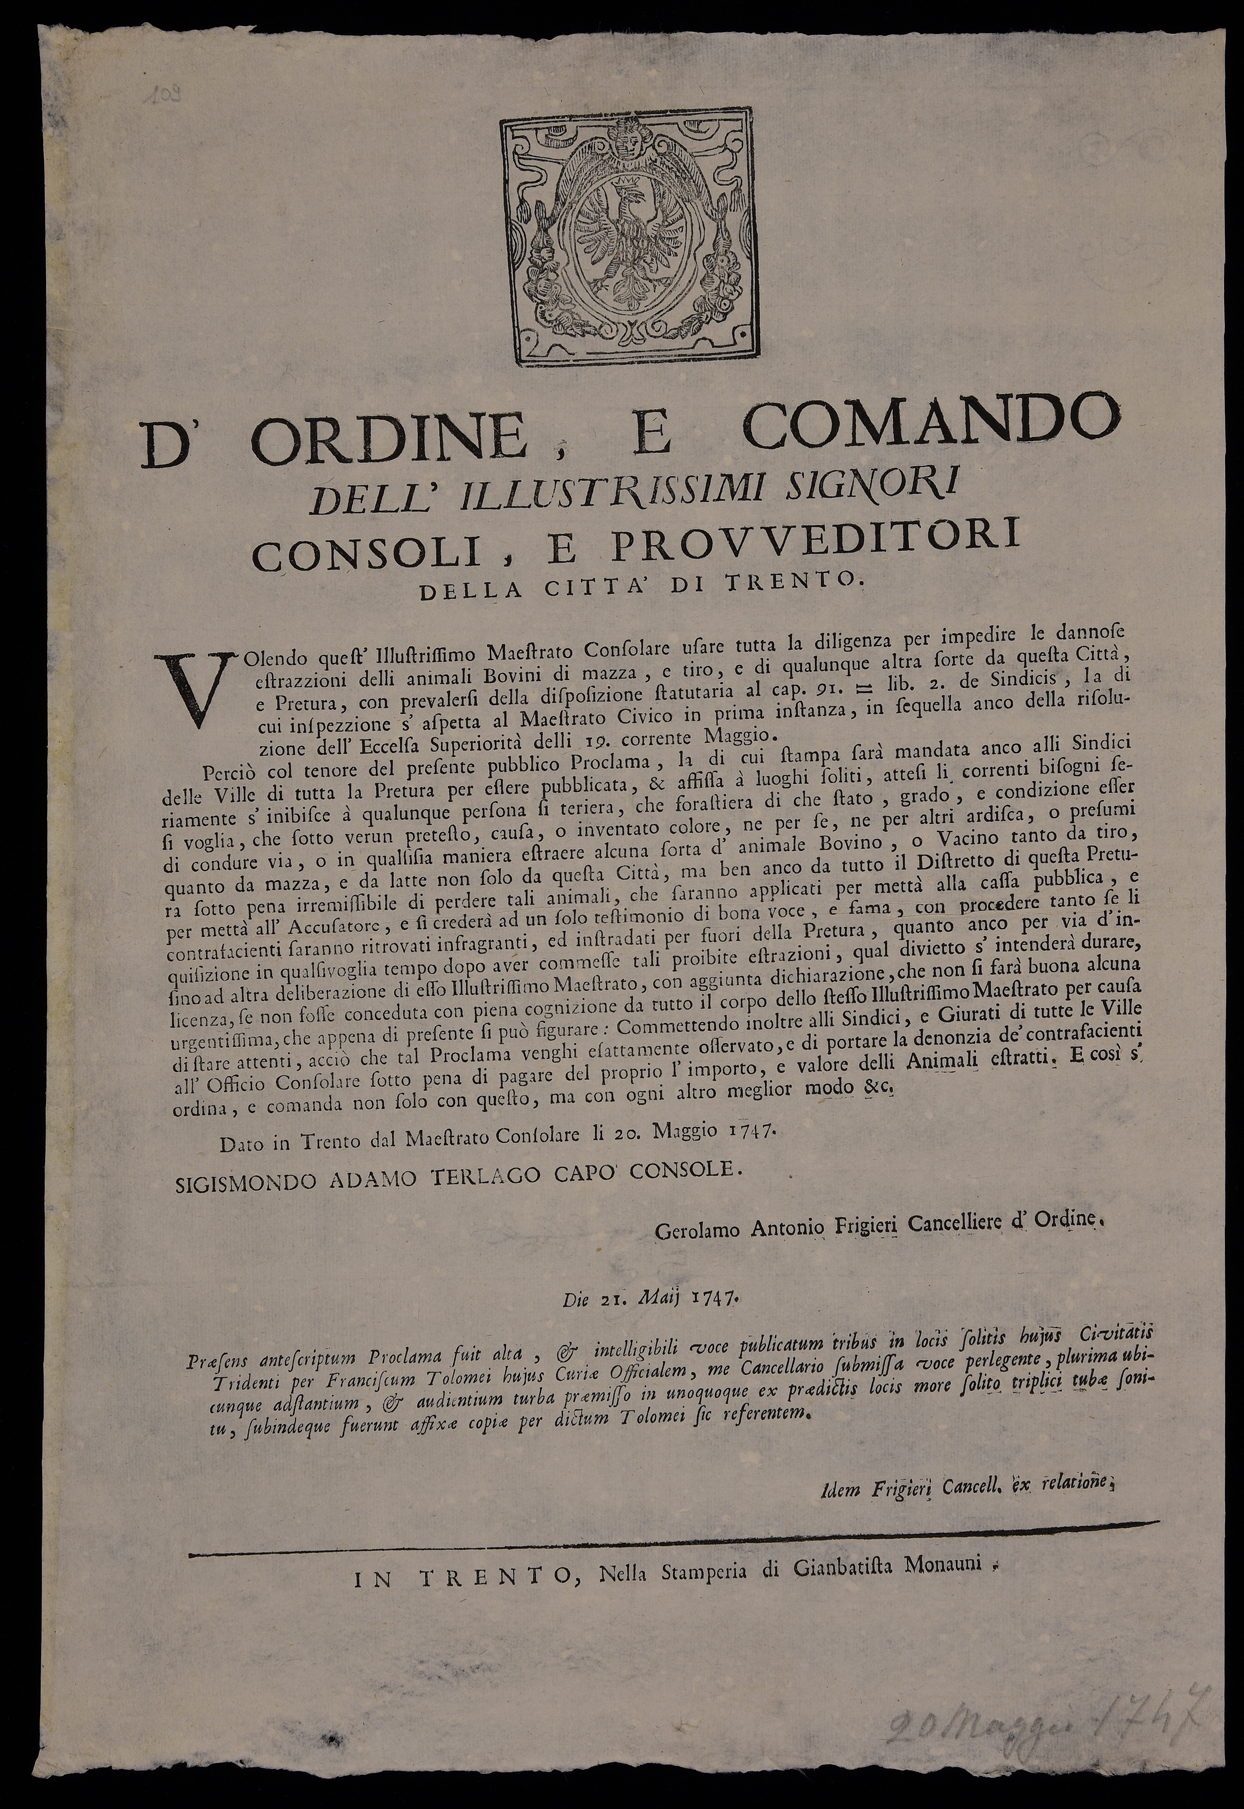 109
D' ORDINE, E COMANDO
DELL' ILLUSTRISSIMI SIGNORI
CONSOLI, E PROVVEDITORI
DELLA CITTA' DI TRENTO.
VOlendo queſt' Illuſtriſſimo Maeſtrato Conſolare uſare tutta la diligenza per impedire le dannoſe
eſtrazzioni delli animali Bovini di mazza, e tiro, e di qualunque altra ſorte da queſta Città,
e Pretura, con prevalerſi della diſpoſizione ſtatutaria al cap. 91. = lib. 2. de Sindicis, la di
cui inſpezzione s' aſpetta al Maeſtrato Civico in prima inſtanza, in ſequella anco della riſolu-
zione dell' Eccelſa Superiorità delli 19. corrente Maggio.
Perciò col tenore del preſente pubblico Proclama, la di cui ſtampa ſarà mandata anco alli Sindici
delle Ville di tutta la Pretura per eſſere pubblicata, & affiſſa à luoghi ſoliti, atteſi li correnti biſogni ſe-
riamente s' inibiſce à qualunque perſona ſi teriera, che foraſtiera di che ſtato, grado, e condizione eſſer
ſi voglia, che ſotto verun preteſto, cauſa, o inventato colore, ne per ſe, ne per altri ardiſca, o preſumi
di condure via, o in qualſiſia maniera eſtraere alcuna ſorta d' animale Bovino, o Vacino tanto da tiro,
quanto da mazza, e da latte non ſolo da queſta Città, ma ben anco da tutto il Diſtretto di queſta Pretu-
ra ſotto pena irremiſſibile di perdere tali animali, che ſaranno applicati per mettà alla caſſa pubblica, e
per mettà all' Accuſatore, e ſi crederà ad un ſolo teſtimonio di bona voce, e fama, con procedere tanto ſe li
contrafacienti ſaranno ritrovati infragranti, ed inſtradati per fuori della Pretura, quanto anco per via d'in-
quiſizione in qualſivoglia tempo dopo avér commeſſe tali proibite eſtrazioni, qual divietto s' intenderà durare,
ſino ad altra deliberazione di eſſo Illuſtriſſimo Maeſtrato, con aggiunta dichiarazione, che non ſi farà buona alcuna
licenza, ſe non foſſe conceduta con piena cognizione da tutto il corpo dello ſteſſo Illuſtriſſimo Maeſtrato per cauſa
urgentiſſima, che appena di preſente ſi può figurare: Commettendo inoltre alli Sindici, e Giurati di tutte le Ville
di ſtare attenti, acciò che tal Proclama venghi eſattamente oſſervato, e di portare la denonzia de' contrafacienti
all' Officio Conſolare ſotto pena di pagare del proprio l' importo, e valore delli Animali eſtratti. E così s'
ordina, e comanda non ſolo con queſto, ma con ogni altro meglior modo &c.
Dato in Trento dal Maeſtrato Conſolare li 20. Maggio 1747.
SIGISMONDO ADAMO TERLAGO CAPO' CONSOLE.
Gerolamo Antonio Frigieri Cancelliere d' Ordine.
Die 21. Maij 1747.
Præſens anteſcriptum Proclama fuit alta, & intelligibili voce publicatum tribus in locis ſolitis hujus Civitatis
Tridenti per Franciſcum Tolomei hujus Curiæ Officialem, me Cancellario ſubmiſſa voce perlegente, plurima ubi-
cunque adſtantium, & audientium turba præmiſſo in unoquoque ex prædictis locis more ſolito triplici tubæ ſoni-
tu, ſubindeque fuerunt affixæ copiæ per dictum Tolomei ſic referentem.
Idem Frigieri Cancell. ex relatione;
IN TRENTO, Nella Stamperia di Gianbatiſta Monauni.
20 Maggio 1747